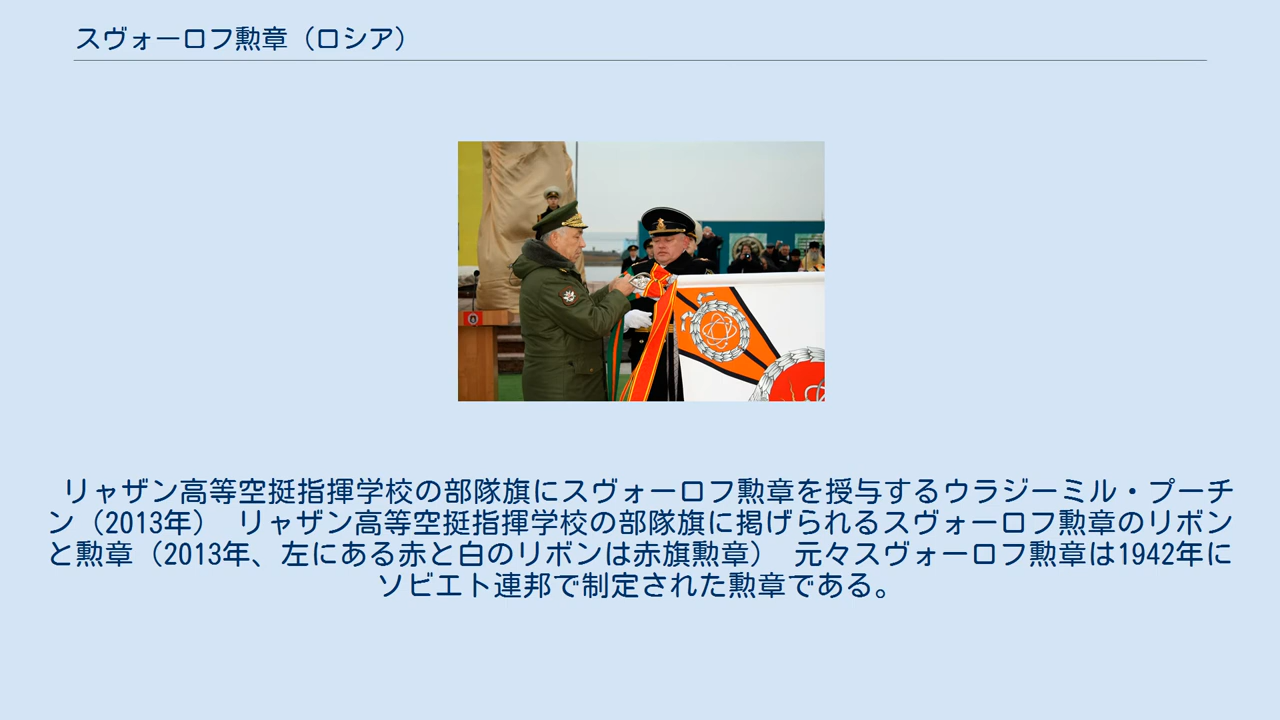 スヴォーロフ勲章（ロシア）
リャザン高等空挺指揮学校の部隊旗にスヴォーロフ勲章を授与するウラジーミル・プーチ
ン（2013年） リャザン高等空挺指揮学校の部隊旗に掲げられるスヴォーロフ勲章のリボン
と勲章（2013年、左にある赤と白のリボンは赤旗勲章） 元々スヴォーロフ勲章は1942年に
ソビエト連邦で制定された勲章である。